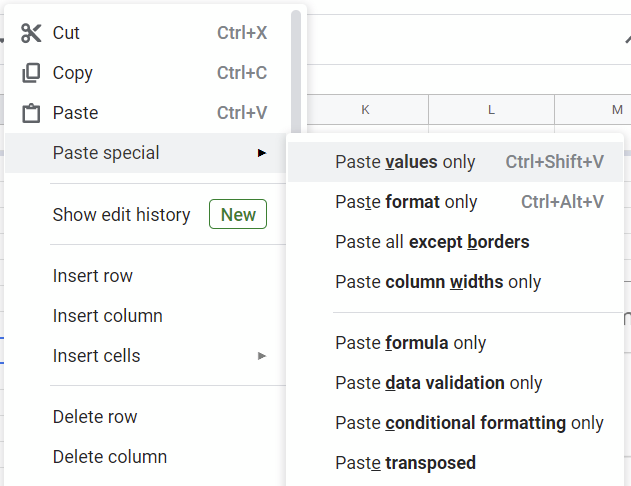 Cut Ctrl+X
Copy Ctrl+C
Paste Ctrl+V
Paste special
Show edit history New
Insert row
Insert column
Insert cells
Delete row
Delete column
K L M
Paste values only Ctrl+Shift+V
Paste format only Ctrl+Alt+V
Paste all except borders
Paste column widths only
Paste formula only
Paste data validation only
Paste conditional formatting only
Paste transposed